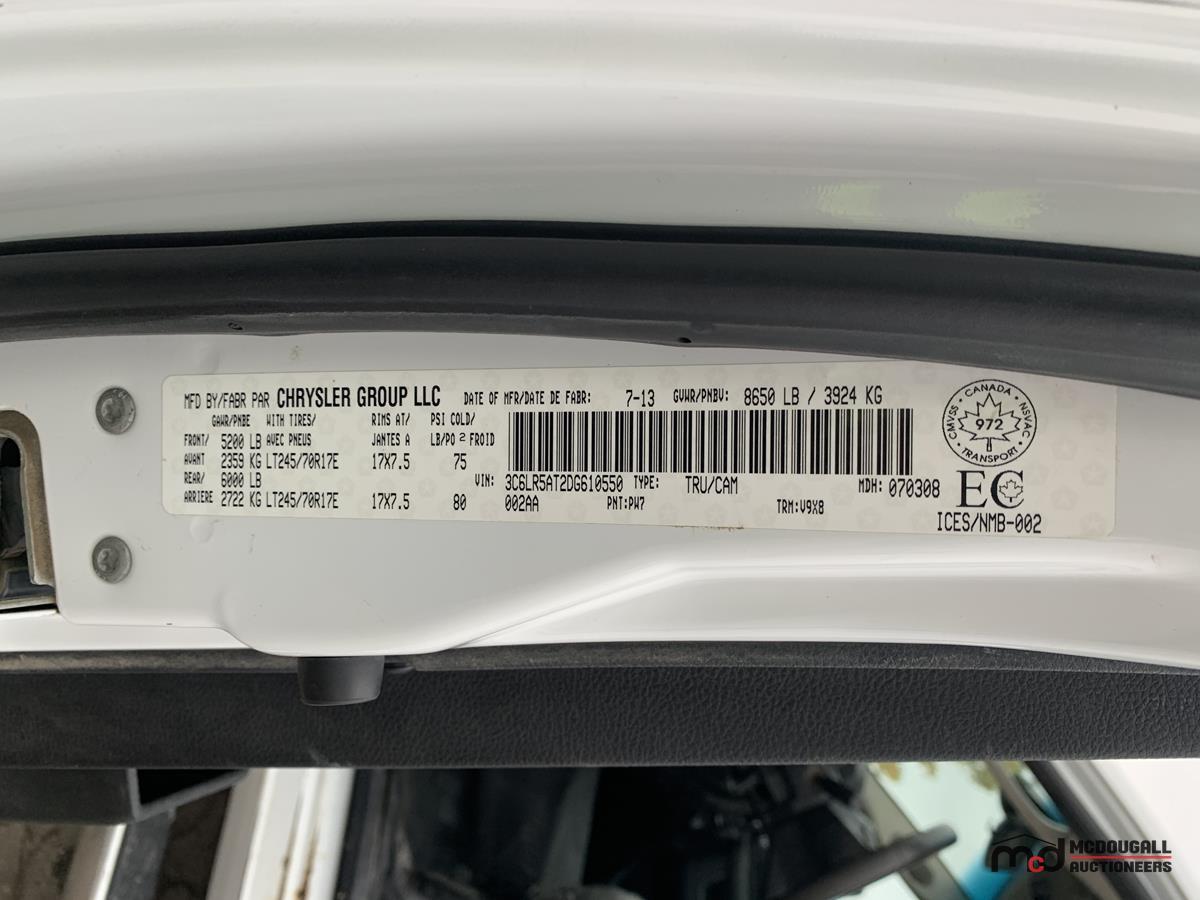 MFD BY/FABR PAR CHRYSLER GROUP LLC DATE OF MFR/DATE DE FABR: 7-13 GVWR/PNBV: 8650 LB / 3924 KG
GAWR/PNBE WITH TIRES/ RIMS AT/ PSI COLD/
FRONT/ 5200 LB AVEC PNEUS JANTES A LB/PO² FROID
AVANT 2359 KG LT245/70R17E 17X7.5 75
REAR/ 6000 LB VIN: 3C6LR5AT2DG610550 TYPE: TRU/CAM MDH: 070308
ARRIERE 2722 KG LT245/70R17E 17X7.5 80 002AA PNT:PW7 TRM:V9X8
CANADA
CMVSS 972 NSVAC
TRANSPORT
EC
ICES/NMB-002
mcd MCDOUGALL
AUCTIONEERS